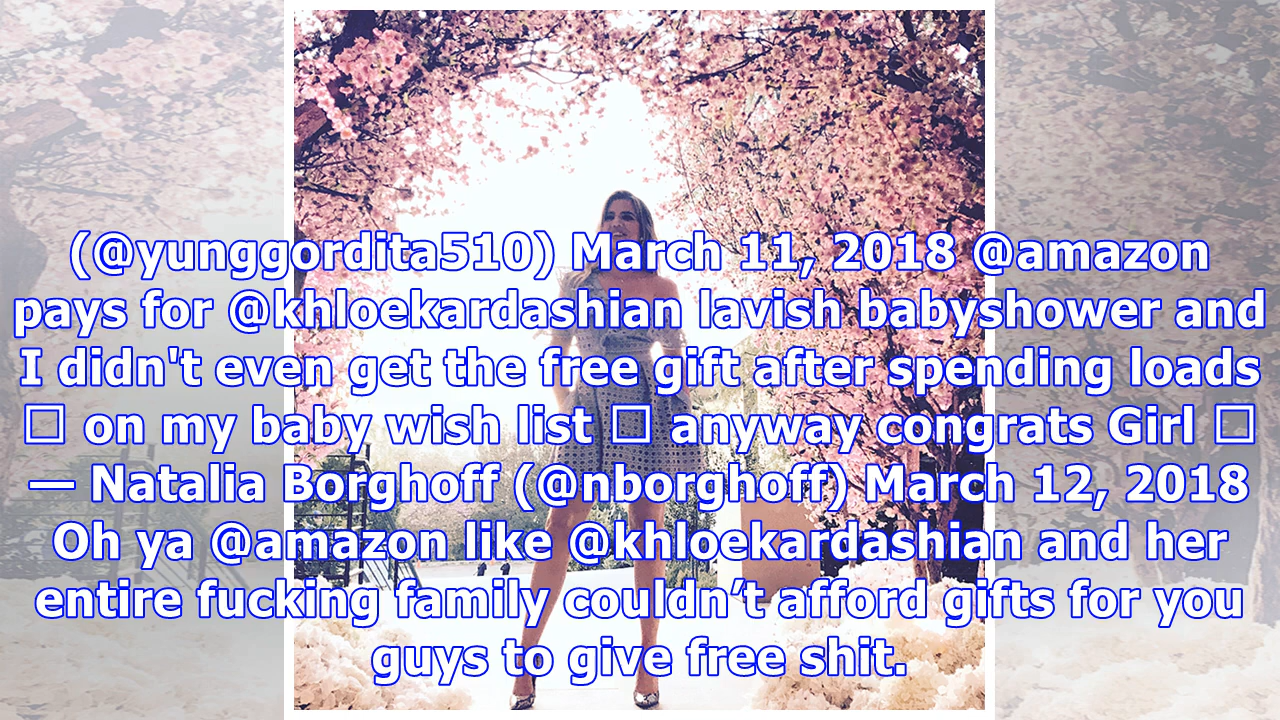 (@yunggordita510) March 11, 2018 @amazon
pays for @khloekardashian lavish babyshower and
I didn't even get the free gift after spending loads
□ on my baby wish list □ anyway congrats Girl □
— Natalia Borghoff (@nborghoff) March 12, 2018
Oh ya @amazon like @khloekardashian and her
entire fucking family couldn’t afford gifts for you
guys to give free shit.